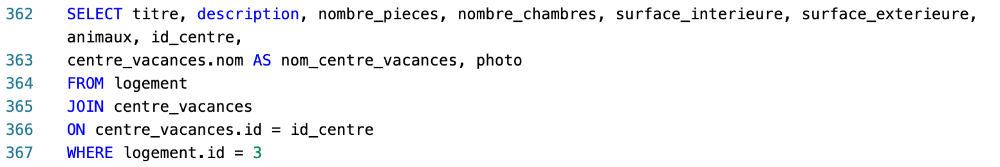 362 SELECT titre, description, nombre_pieces, nombre_chambres, surface_interieure, surface_exterieure,
animaux, id_centre,
363 centre_vacances.nom AS nom_centre_vacances, photo
364 FROM logement
365 JOIN centre_vacances
366 ON centre_vacances.id = id_centre
367 WHERE logement.id = 3